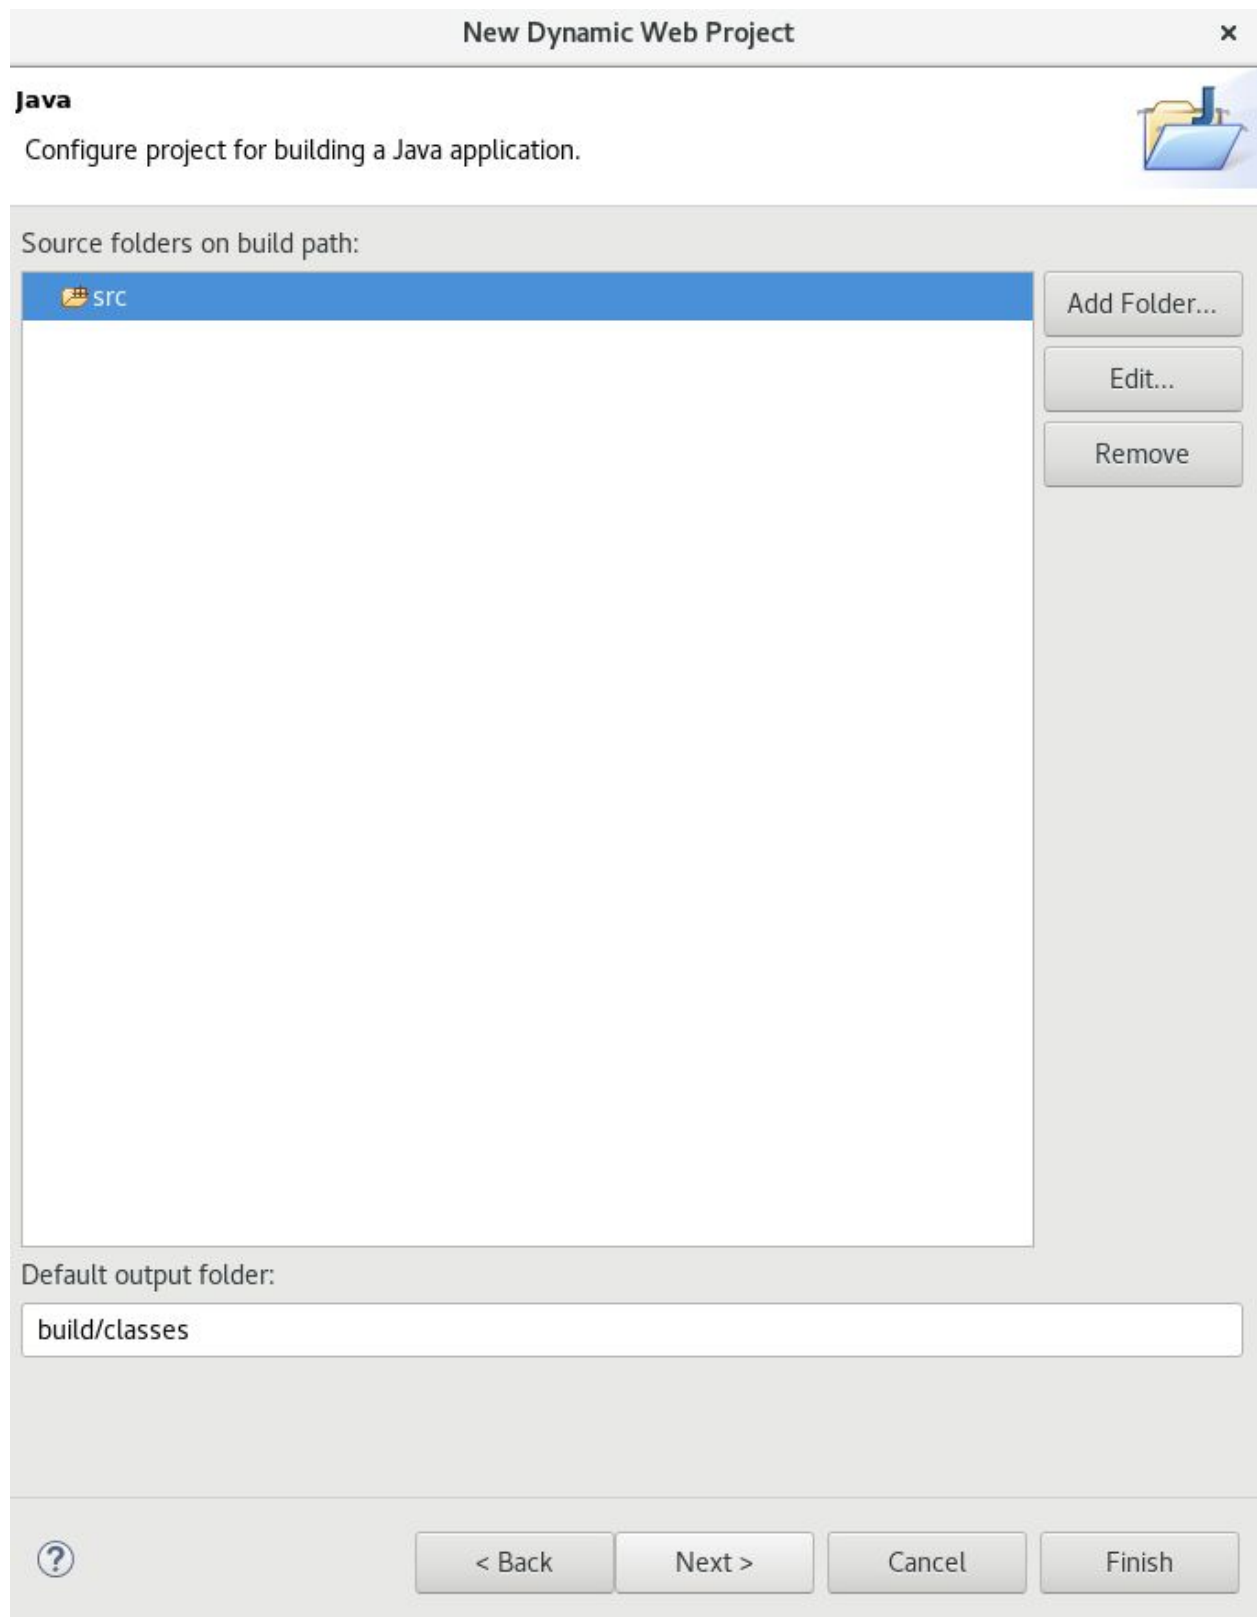 New Dynamic Web Project ×
Java
Configure project for building a Java application.
Source folders on build path:
src
Add Folder...
Edit...
Remove
Default output folder:
build/classes
? < Back Next > Cancel Finish